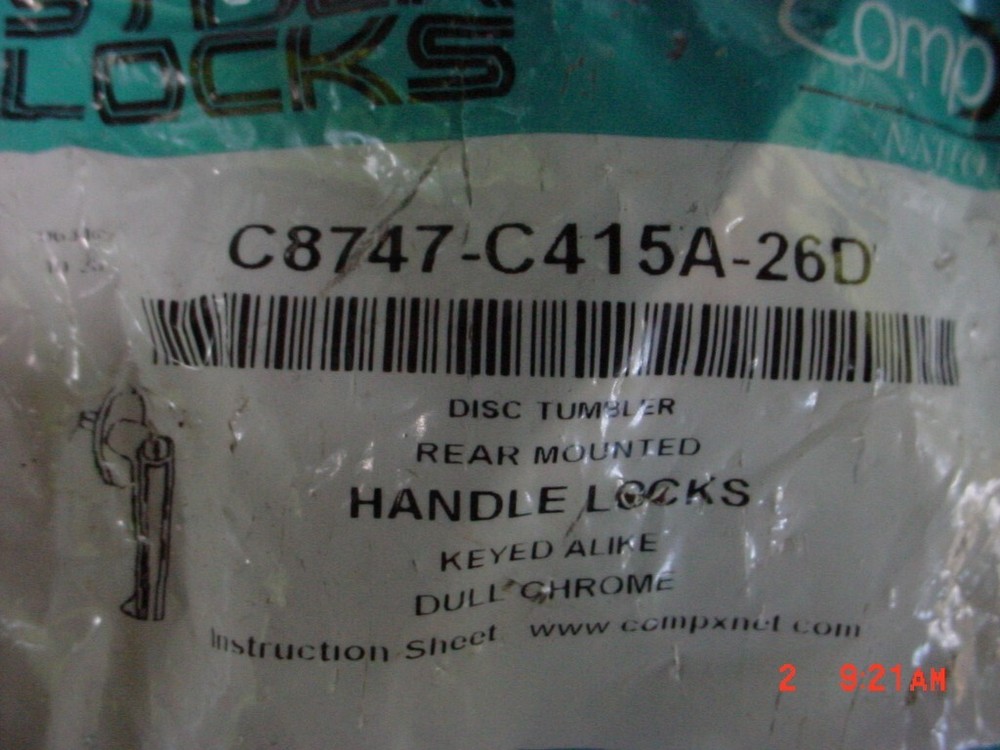 LOCKS
Comp
C8747-C415A-26D
DISC TUMBLER
REAR MOUNTED
HANDLE LOCKS
KEYED ALIKE
DULL CHROME
Instruction Sheet www compxnet com
2 9:21AM